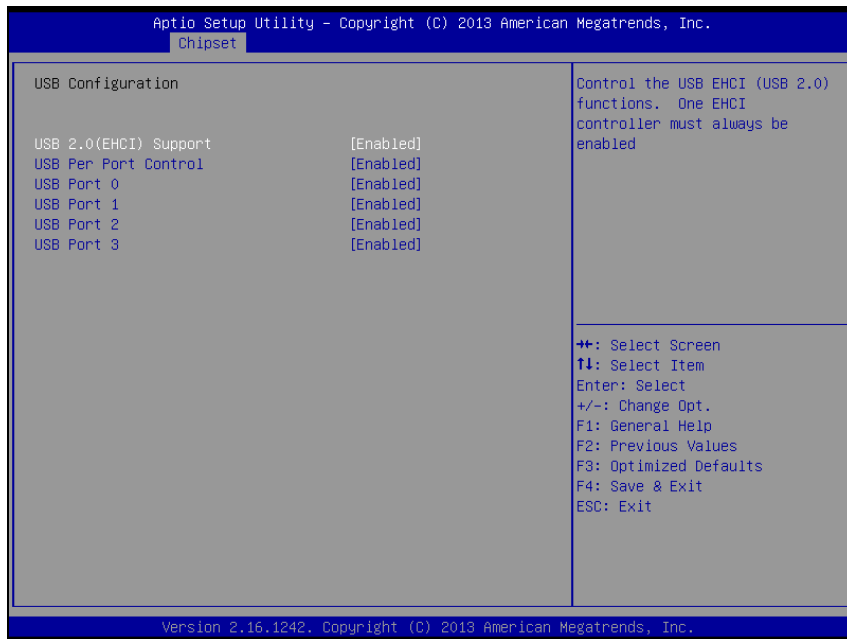 Aptio Setup Utility – Copyright (C) 2013 American Megatrends, Inc.
Chipset
USB Configuration
USB 2.0(EHCI) Support [Enabled]
USB Per Port Control [Enabled]
USB Port 0 [Enabled]
USB Port 1 [Enabled]
USB Port 2 [Enabled]
USB Port 3 [Enabled]
Control the USB EHCI (USB 2.0)
functions. One EHCI
controller must always be
enabled
→←: Select Screen
↑↓: Select Item
Enter: Select
+/-: Change Opt.
F1: General Help
F2: Previous Values
F3: Optimized Defaults
F4: Save & Exit
ESC: Exit
Version 2.16.1242. Copyright (C) 2013 American Megatrends, Inc.